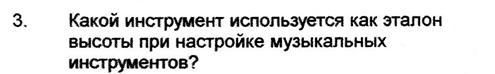 3. Какой инструмент используется как эталон
высоты при настройке музыкальных
инструментов?